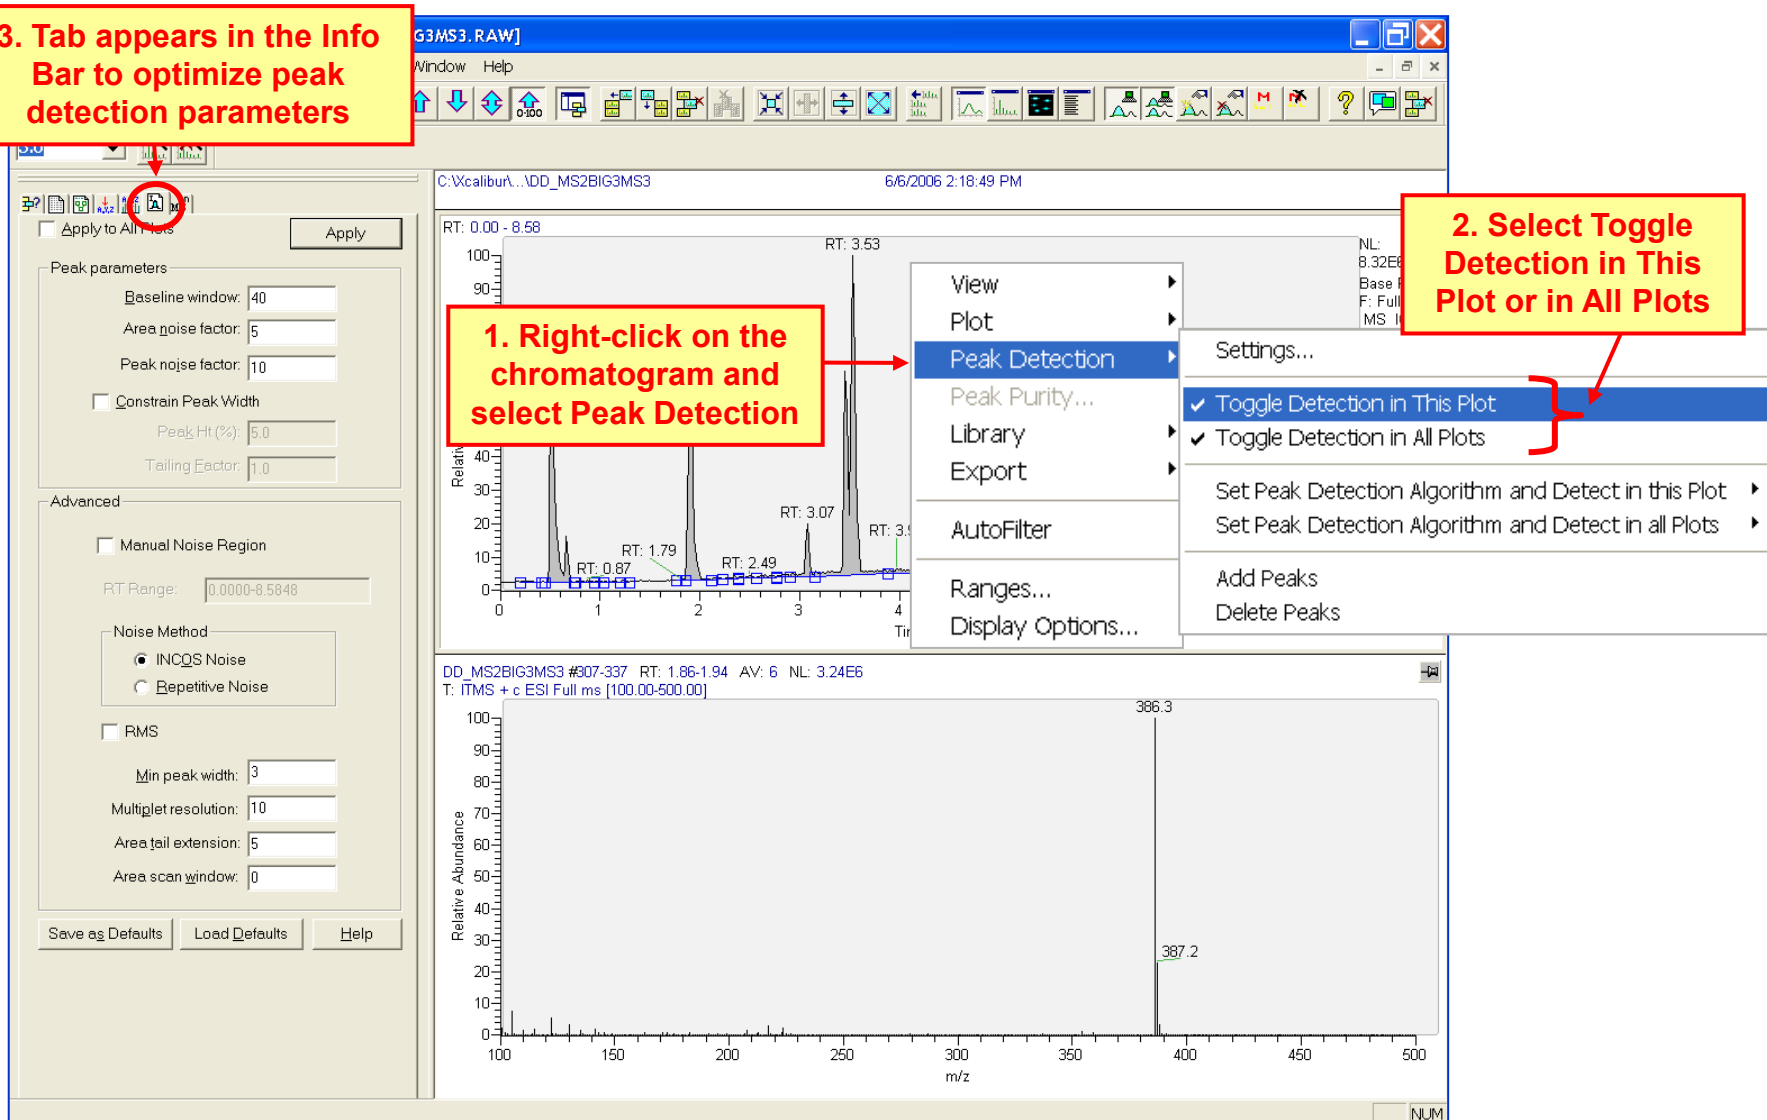 3. Tab appears in the Info
Bar to optimize peak
detection parameters
G3MS3.RAW]
Window Help
0-100
5.0
C:\Xcalibur\...\DD_MS2BIG3MS3 6/6/2006 2:18:49 PM
Apply to All Plots
Apply
Peak parameters
Baseline window: 40
Area noise factor: 5
Peak noise factor: 10
Constrain Peak Width
Peak Ht (%): 5.0
Tailing Factor: 1.0
Advanced
Manual Noise Region
RT Range: 0.0000-8.5848
Noise Method
INCOS Noise
Repetitive Noise
RMS
Min peak width: 3
Multiplet resolution: 10
Area tail extension: 5
Area scan window: 0
Save as Defaults Load Defaults Help
RT: 0.00 - 8.58
RT: 3.53
NL:
8.32E6
Base
F: Full
MS
100
90
40
30
20
10
0
Relative
RT: 0.87
RT: 1.79
RT: 2.49
RT: 3.07
0 1 2 3 4
1. Right-click on the
chromatogram and
select Peak Detection
View
Plot
Peak Detection
Peak Purity...
Library
Export
AutoFilter
Ranges...
Display Options...
2. Select Toggle
Detection in This
Plot or in All Plots
Settings...
Toggle Detection in This Plot
Toggle Detection in All Plots
Set Peak Detection Algorithm and Detect in this Plot
Set Peak Detection Algorithm and Detect in all Plots
Add Peaks
Delete Peaks
DD_MS2BIG3MS3 #307-337 RT: 1.86-1.94 AV: 6 NL: 3.24E6
T: ITMS + c ESI Full ms [100.00-500.00]
386.3
387.2
100
90
80
70
60
50
40
30
20
10
0
Relative Abundance
100 150 200 250 300 350 400 450 500
m/z
NUM